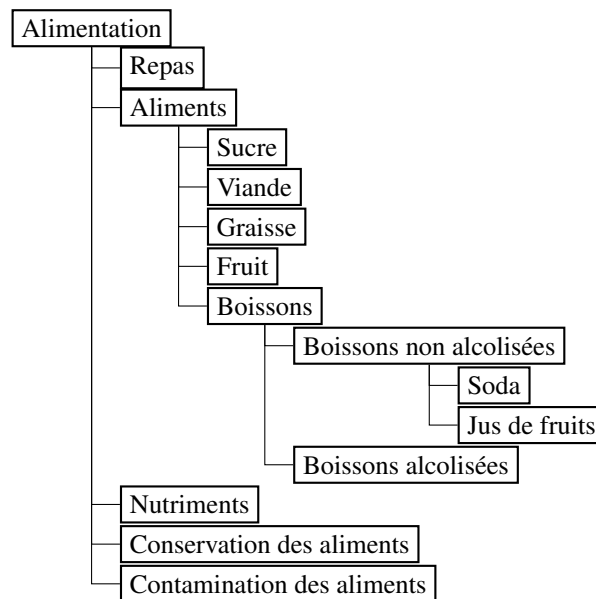 Alimentation
Repas
Aliments
Sucre
Viande
Graisse
Fruit
Boissons
Boissons non alcolisées
Soda
Jus de fruits
Boissons alcolisées
Nutriments
Conservation des aliments
Contamination des aliments